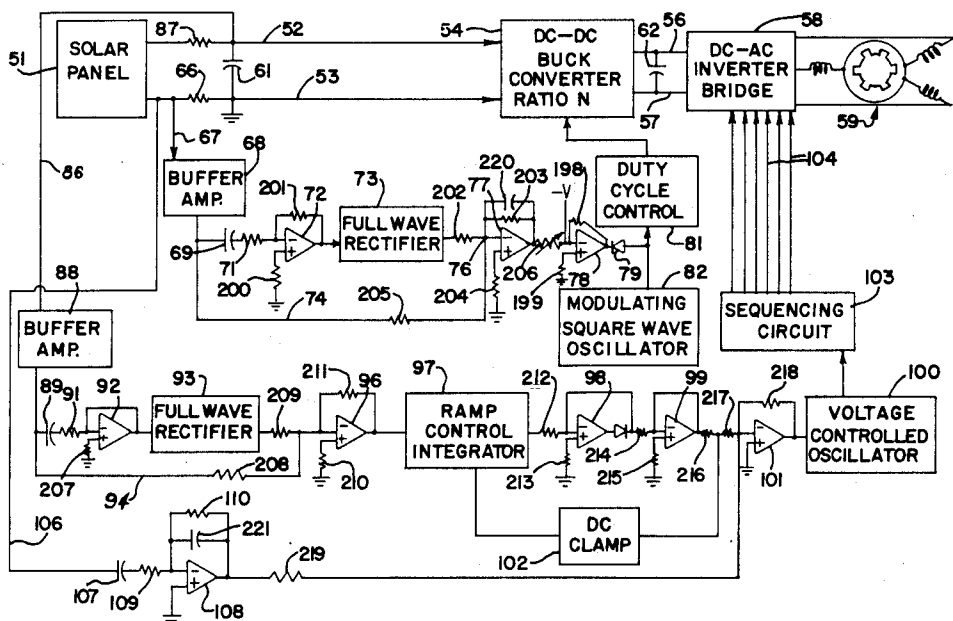 87
52
54
56
58
51
SOLAR
PANEL
66
61
53
DC–DC
BUCK
CONVERTER
RATIO N
62
57
DC–AC
INVERTER
BRIDGE
59
67
68
BUFFER
AMP.
86
201
72
73
FULL WAVE
RECTIFIER
202
77
220
203
-V
198
DUTY
CYCLE
CONTROL
81
104
69
71
200
76
204
206
199
78
79
82
205
74
MODULATING
SQUARE WAVE
OSCILLATOR
103
SEQUENCING
CIRCUIT
88
BUFFER
AMP.
89
91
92
93
FULL WAVE
RECTIFIER
209
211
96
97
RAMP
CONTROL
INTEGRATOR
212
98
99
217
218
100
VOLTAGE
CONTROLLED
OSCILLATOR
207
208
94
210
213
214
215
216
101
106
110
221
219
102
DC
CLAMP
107
109
108